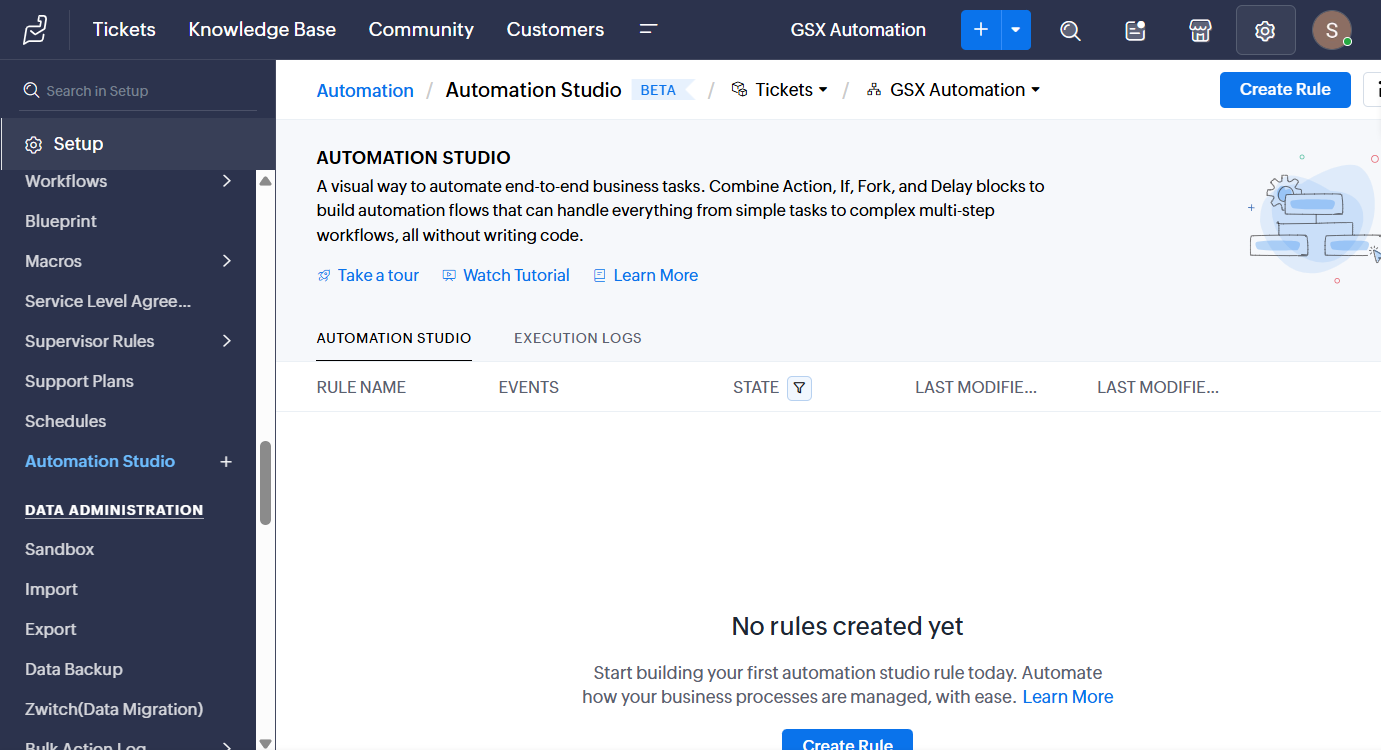 Tickets Knowledge Base Community Customers GSX Automation S
Search in Setup
Setup
Workflows
Blueprint
Macros
Service Level Agree...
Supervisor Rules
Support Plans
Schedules
Automation Studio
DATA ADMINISTRATION
Sandbox
Import
Export
Data Backup
Zwitch(Data Migration)
Bulk Action Log
Automation / Automation Studio BETA / Tickets / GSX Automation
Create Rule
AUTOMATION STUDIO
A visual way to automate end-to-end business tasks. Combine Action, If, Fork, and Delay blocks to
build automation flows that can handle everything from simple tasks to complex multi-step
workflows, all without writing code.
Take a tour Watch Tutorial Learn More
AUTOMATION STUDIO EXECUTION LOGS
RULE NAME EVENTS STATE LAST MODIFIE... LAST MODIFIE...
No rules created yet
Start building your first automation studio rule today. Automate
how your business processes are managed, with ease. Learn More
Create Rule